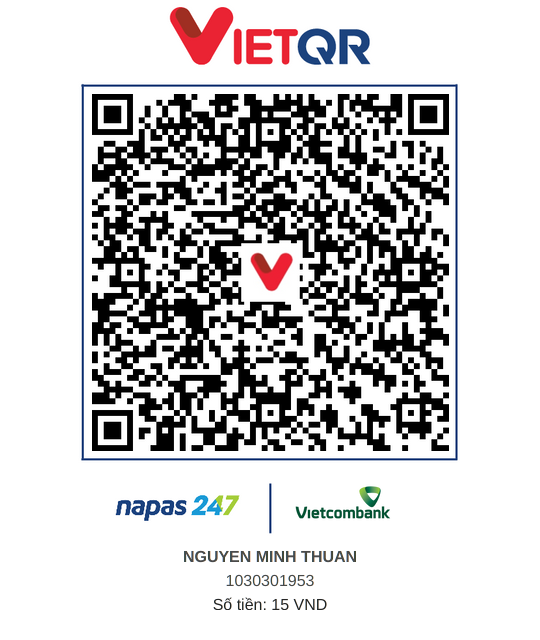 VIETQR
napas 247
Vietcombank
NGUYEN MINH THUAN
1030301953
Số tiền: 15 VND